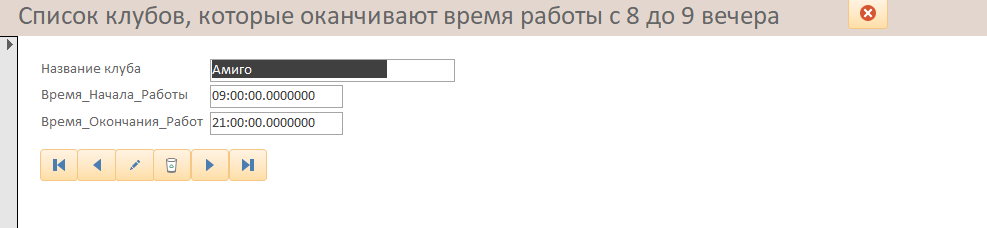 Список клубов, которые оканчивают время работы с 8 до 9 вечера
Название клуба Амиго
Время_Начала_Работы 09:00:00.0000000
Время_Окончания_Работ 21:00:00.0000000